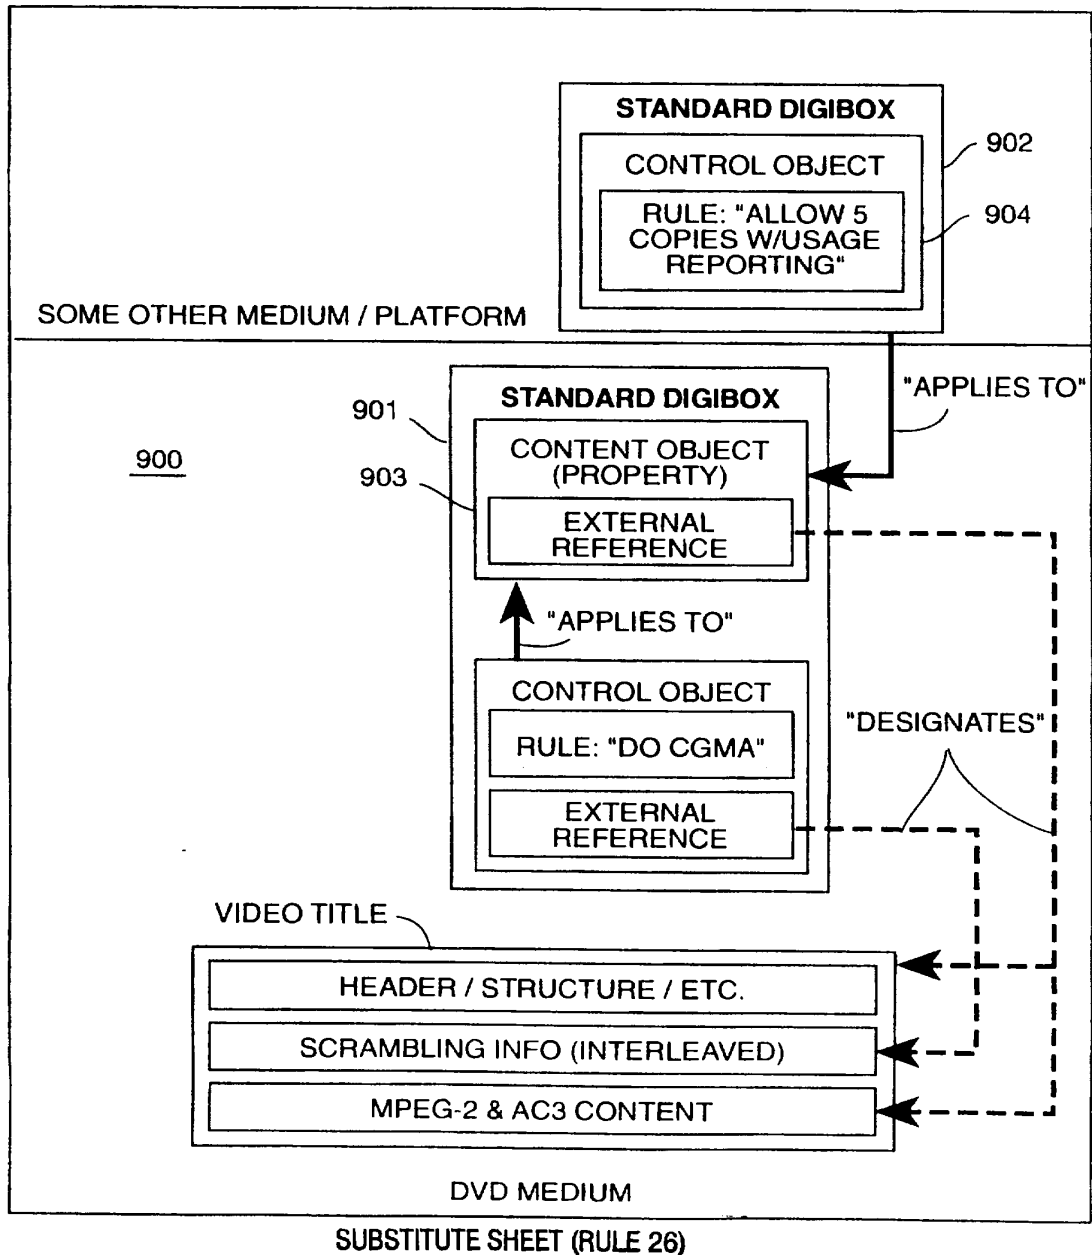 STANDARD DIGIBOX
902
CONTROL OBJECT
RULE: "ALLOW 5
COPIES W/USAGE
REPORTING"
904
SOME OTHER MEDIUM / PLATFORM
"APPLIES TO"
901
STANDARD DIGIBOX
900
CONTENT OBJECT
(PROPERTY)
903
EXTERNAL
REFERENCE
"APPLIES TO"
CONTROL OBJECT
RULE: "DO CGMA"
"DESIGNATES"
EXTERNAL
REFERENCE
VIDEO TITLE
HEADER / STRUCTURE / ETC.
SCRAMBLING INFO (INTERLEAVED)
MPEG-2 & AC3 CONTENT
DVD MEDIUM
SUBSTITUTE SHEET (RULE 26)